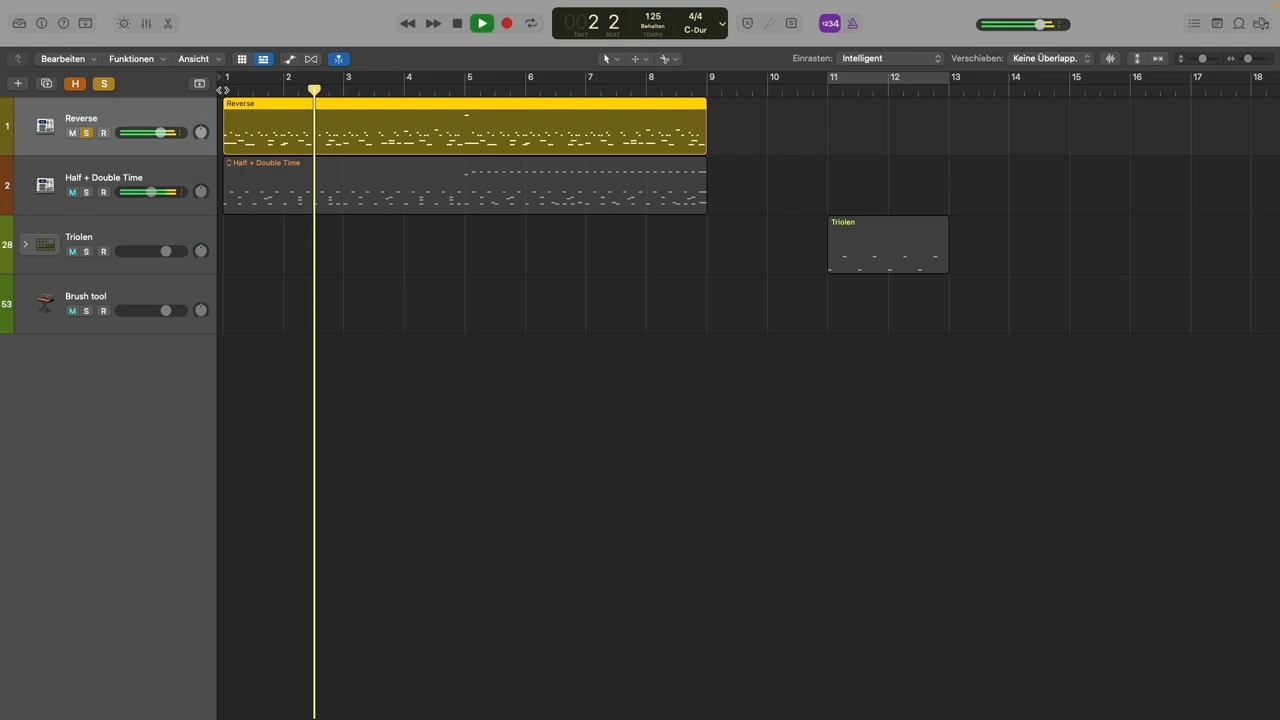 002 2 125 4/4
Behalten C-Dur
TAKT BEAT TEMPO
1234
Bearbeiten Funktionen Ansicht Einrasten: Intelligent Verschieben: Keine Überlapp.
H S 1 2 3 4 5 6 7 8 9 10 11 12 13 14 15 16 17 18
1 Reverse
M S R
Reverse
2 Half + Double Time
M S R
Half + Double Time
28 Triolen
M S R
Triolen
53 Brush tool
M S R